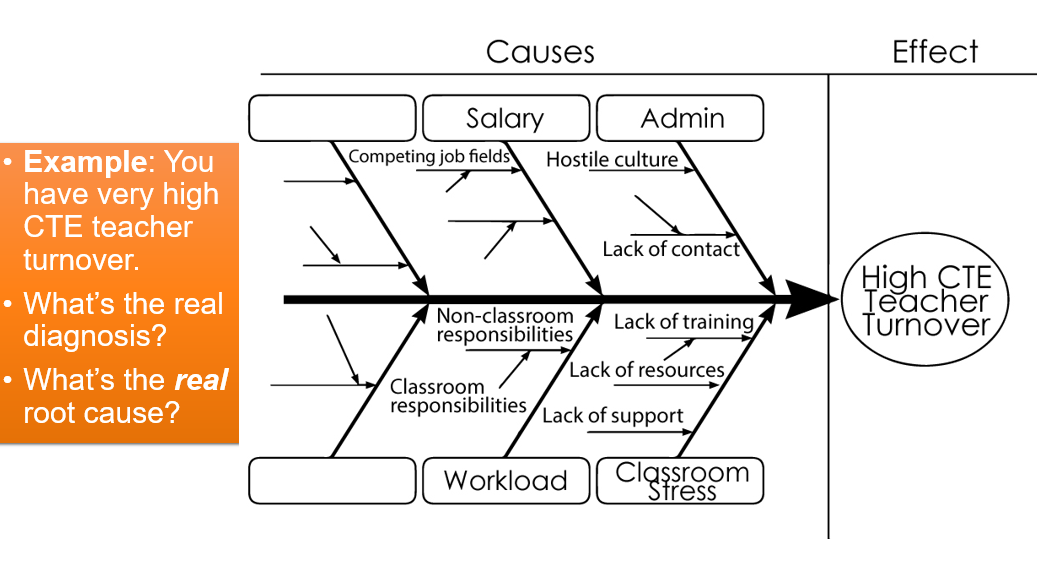 Causes
Effect
Salary
Admin
Competing job fields
Hostile culture
Lack of contact
• Example: You
have very high
CTE teacher
turnover.
• What's the real
diagnosis?
• What's the real
root cause?
High CTE
Teacher
Turnover
Non-classroom
responsibilities
Classroom
responsibilities
Lack of training
Lack of resources
Lack of support
Workload
Classroom
Stress